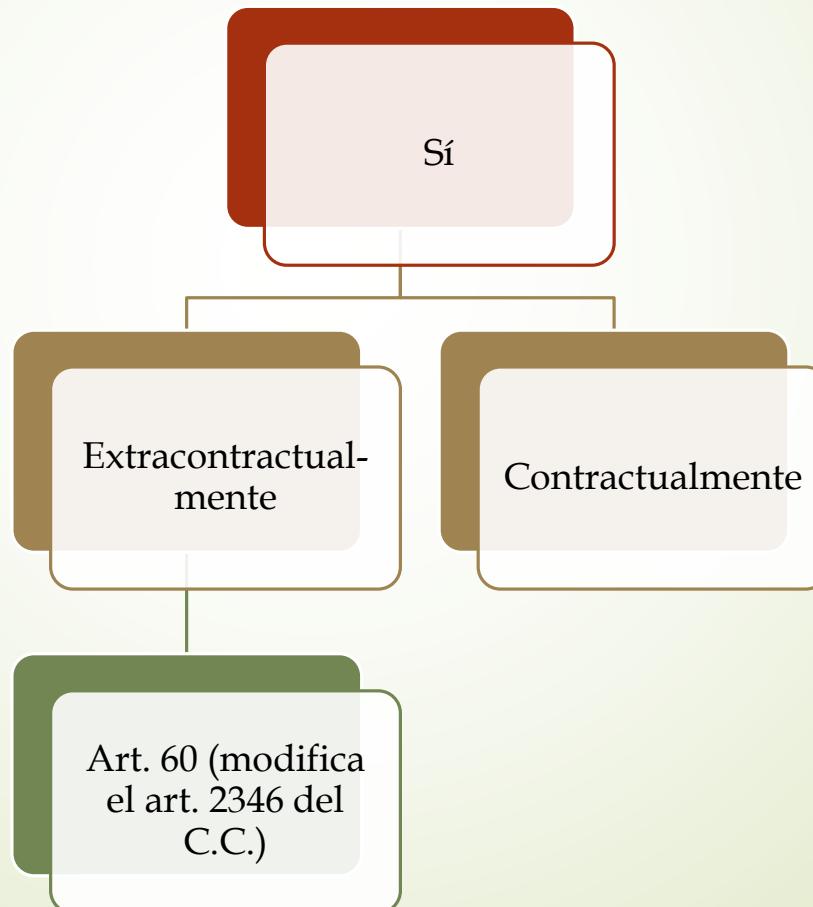 Sí
Extracontractual-
mente
Contractualmente
Art. 60 (modifica
el art. 2346 del
C.C.)